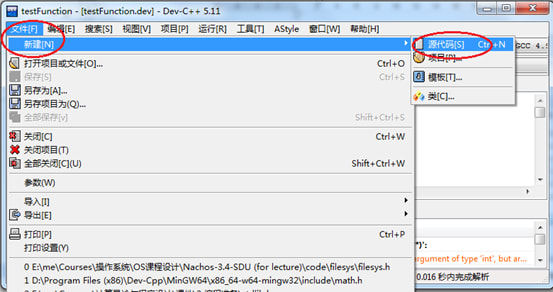 testFunction - [testFunction.dev] - Dev-C++ 5.11
文件[F] 编辑[E] 搜索[S] 视图[V] 项目[P] 运行[R] 工具[T] AStyle 窗口[W] 帮助[H]
新建[N]
源代码[S] Ctrl+N
GCC 4.
项目[P]...
打开项目或文件[O]... Ctrl+O
模板[T]...
保存[S] Ctrl+S
类[C]...
另存为[A]...
另存项目为(Q)...
全部保存[v] Shift+Ctrl+S
关闭[C] Ctrl+W
关闭项目(T)
全部关闭[C](U) Shift+Ctrl+W
参数(W)
导入[I]
导出[E]
打印[P] Ctrl+P
打印设置(Y)
)':
argument of type 'int', but ar
0 E:\me\Courses\操作系统\OS课程设计\Nachos-3.4-SDU (for lecture)\code\filesys\filesys.h
0.016 秒内完成解析
1 D:\Program Files (x86)\Dev-Cpp\MinGW64\x86_64-w64-mingw32\include\math.h